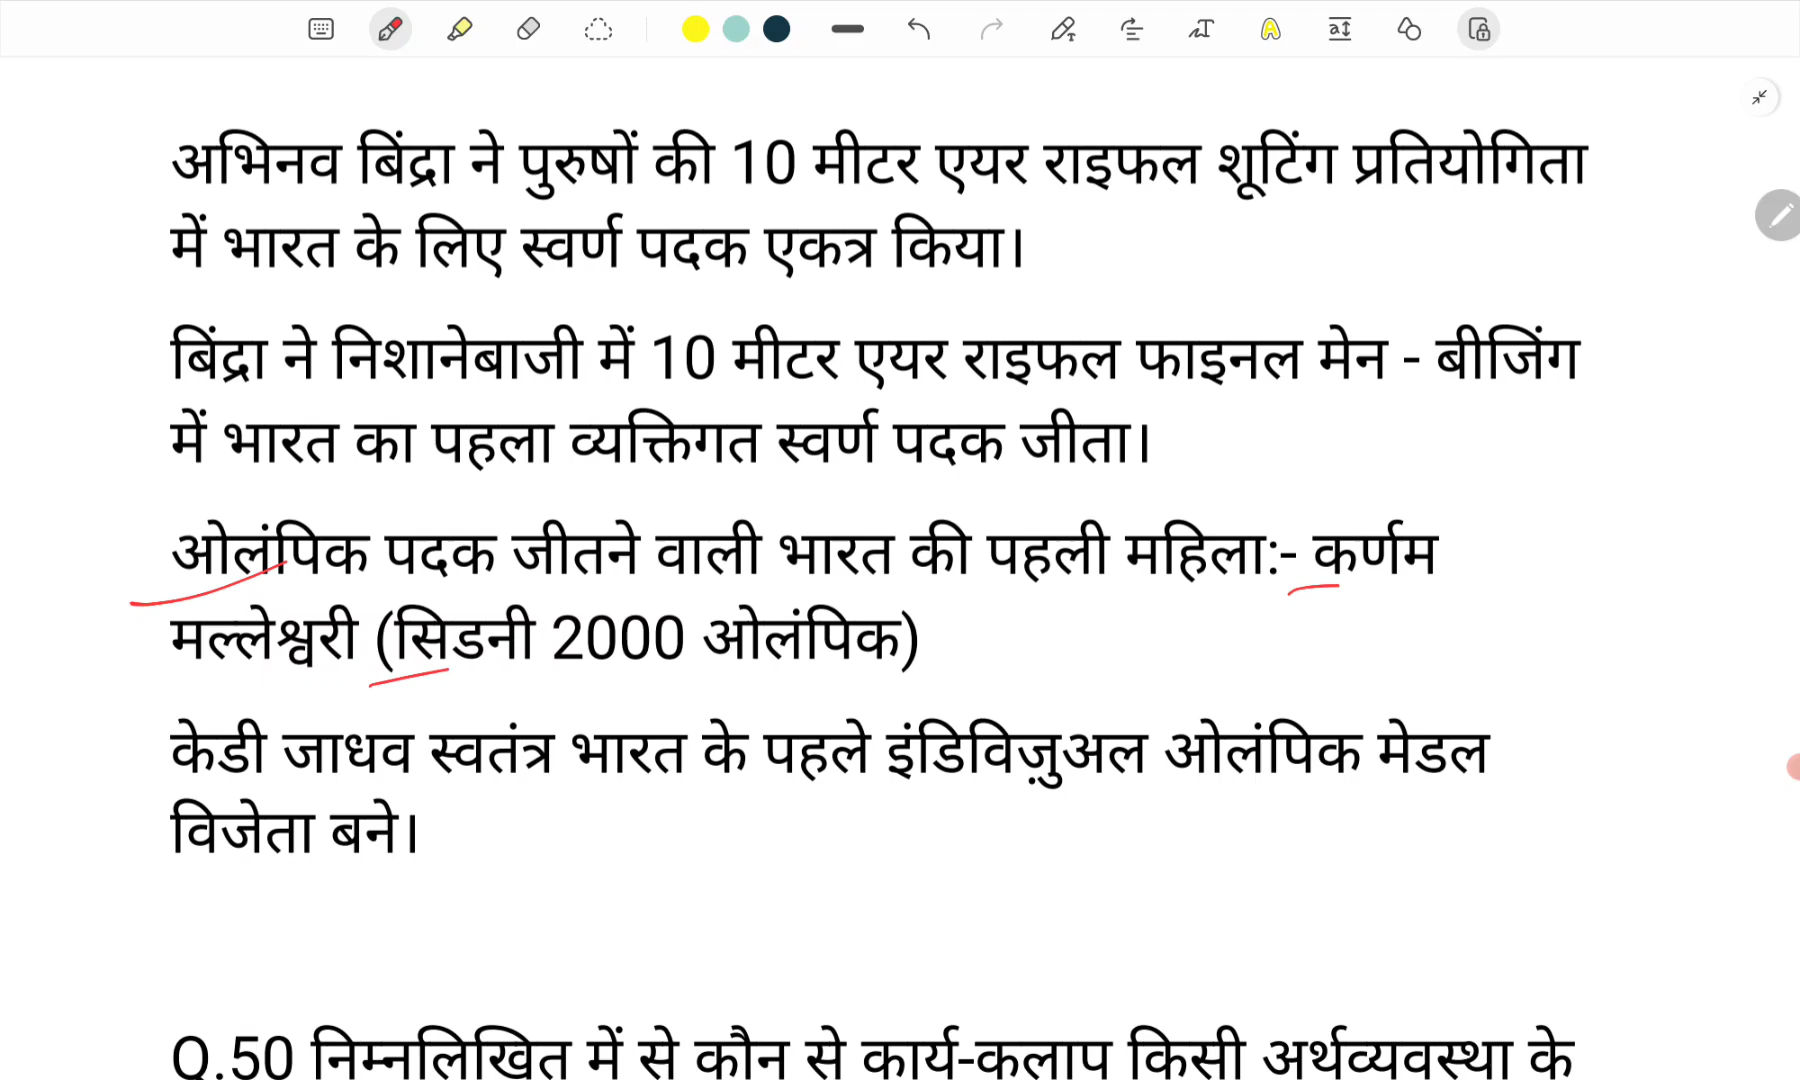 अभिनव बिंद्रा ने पुरुषों की 10 मीटर एयर राइफल शूटिंग प्रतियोगिता
में भारत के लिए स्वर्ण पदक एकत्र किया।
बिंद्रा ने निशानेबाजी में 10 मीटर एयर राइफल फाइनल मेन - बीजिंग
में भारत का पहला व्यक्तिगत स्वर्ण पदक जीता।
ओलंपिक पदक जीतने वाली भारत की पहली महिला:- कर्णम
मल्लेश्वरी (सिडनी 2000 ओलंपिक)
केडी जाधव स्वतंत्र भारत के पहले इंडिविज़ुअल ओलंपिक मेडल
विजेता बने।
Q.50 निम्नलिखित में से कौन से कार्य-कलाप किसी अर्थव्यवस्था के